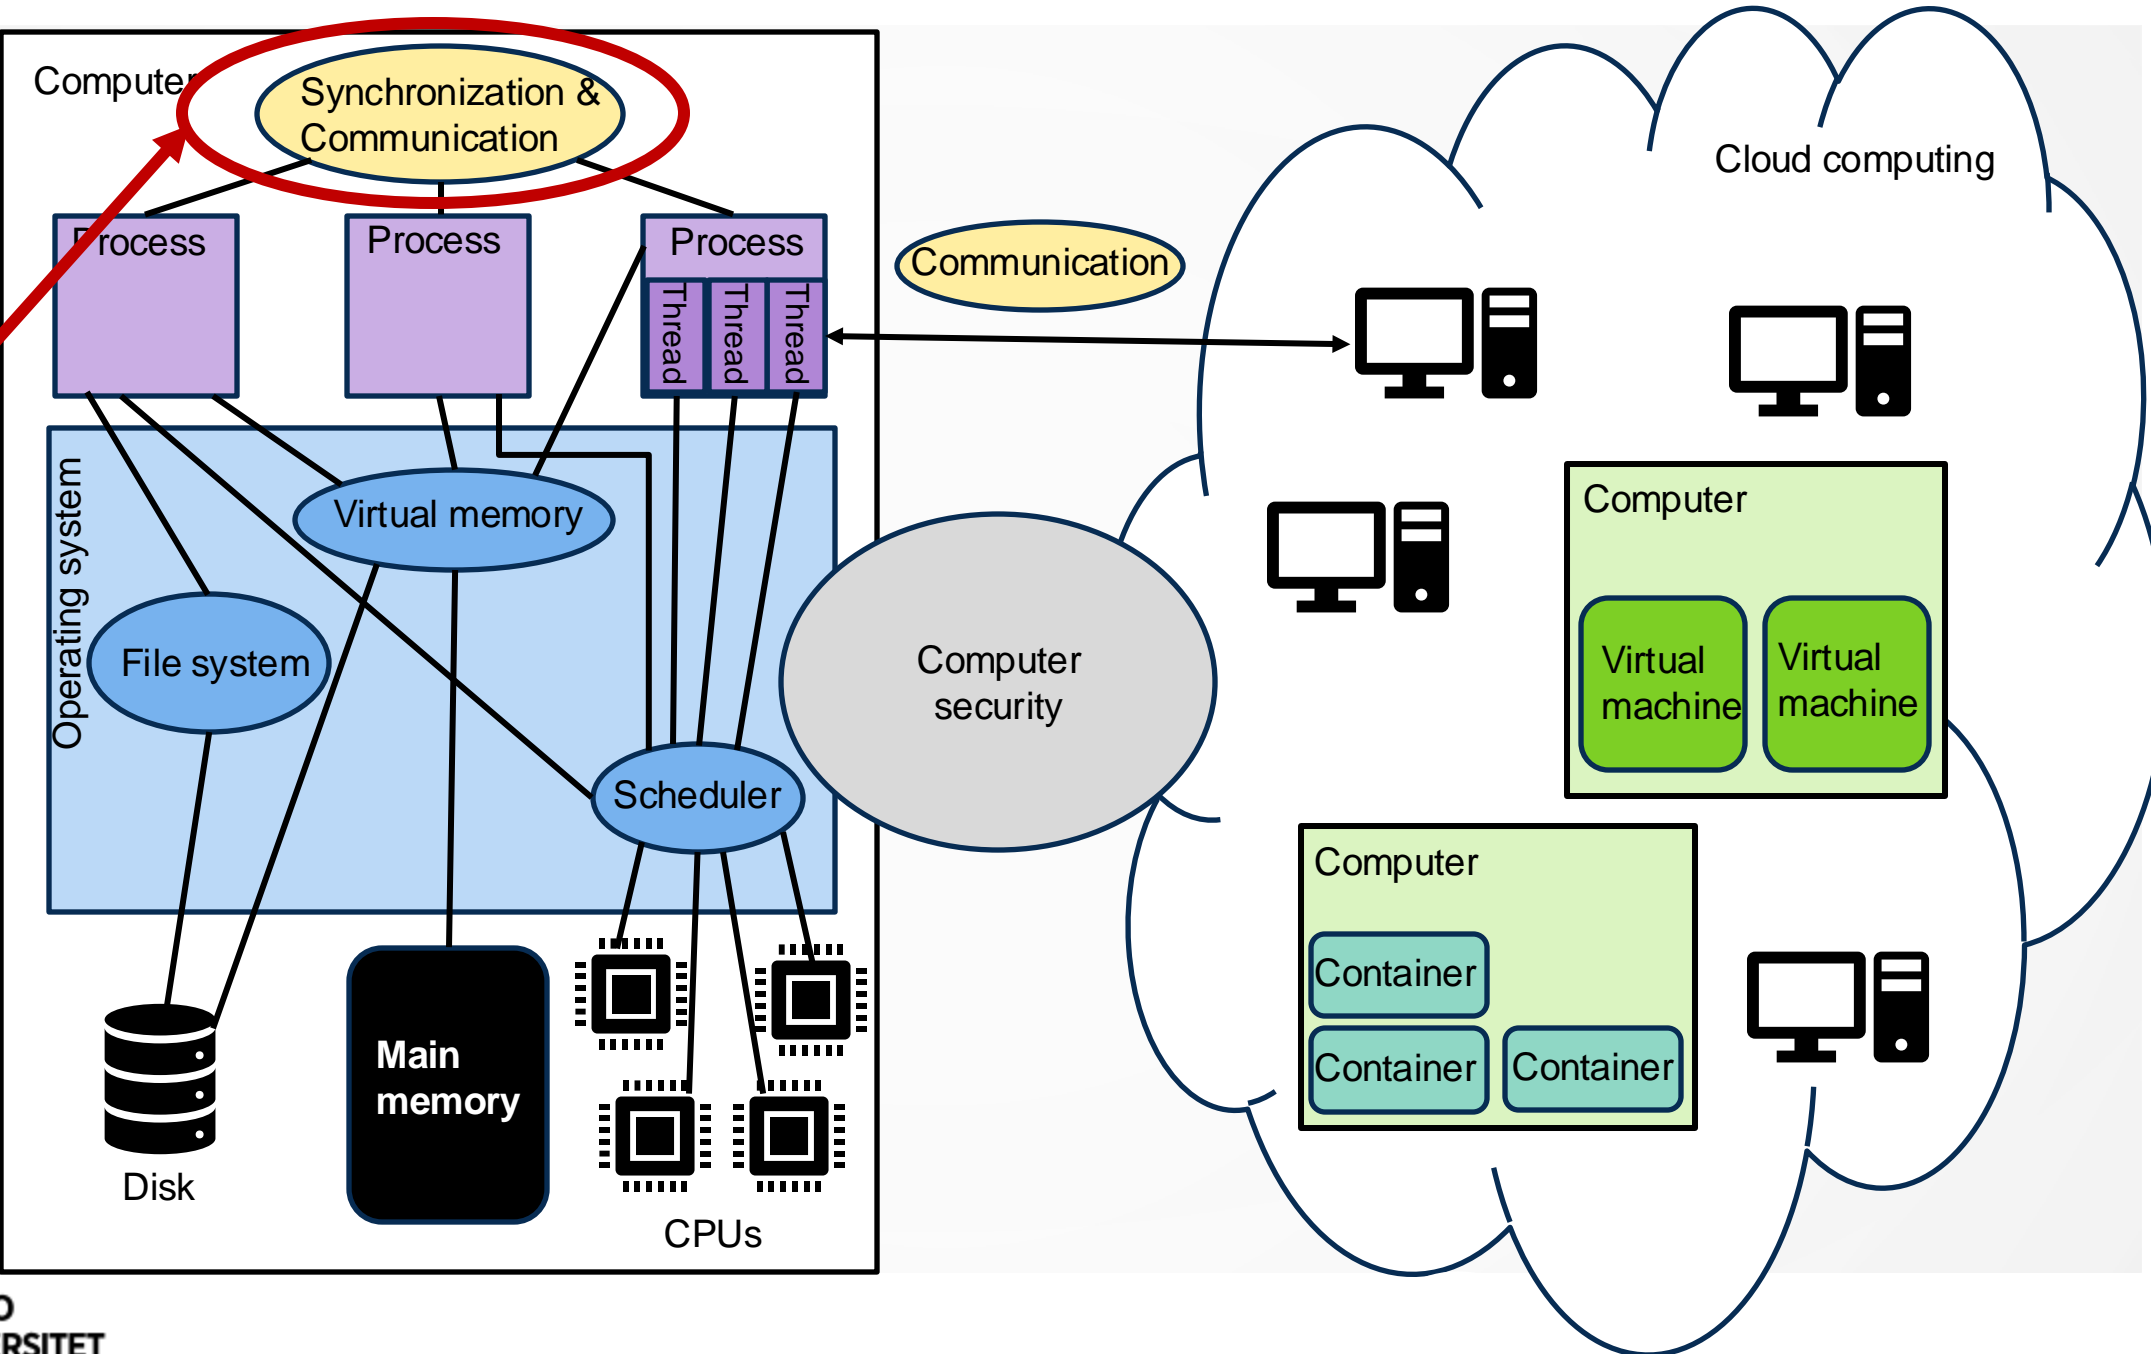 Computer
Synchronization &
Communication
Process
Process
Process
Thread
Thread
Thread
Communication
Cloud computing
Operating system
Virtual memory
File system
Scheduler
Computer
security
Computer
Virtual
machine
Virtual
machine
Computer
Container
Container
Container
Main
memory
Disk
CPUs